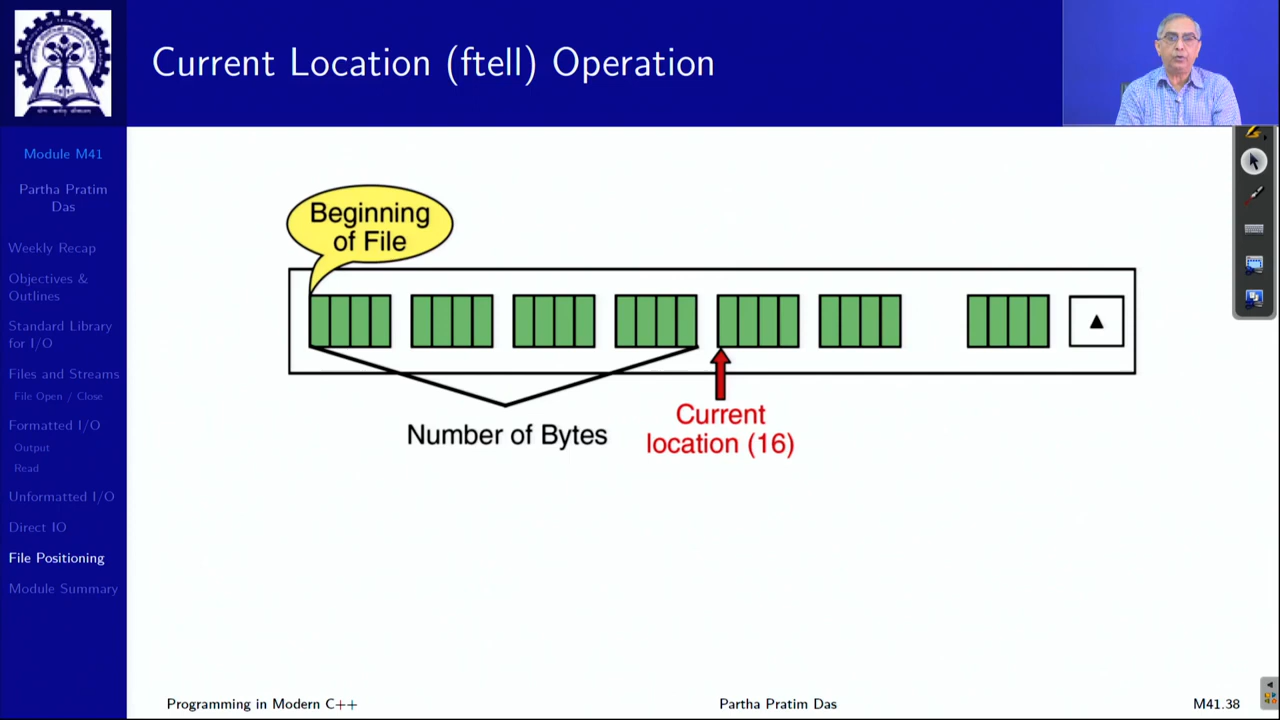 Current Location (ftell) Operation
Module M41
Partha Pratim
Das
Weekly Recap
Objectives &
Outlines
Standard Library
for I/O
Files and Streams
File Open / Close
Formatted I/O
Output
Read
Unformatted I/O
Direct IO
File Positioning
Module Summary
Beginning
of File
Number of Bytes
Current
location (16)
Programming in Modern C++
Partha Pratim Das
M41.38